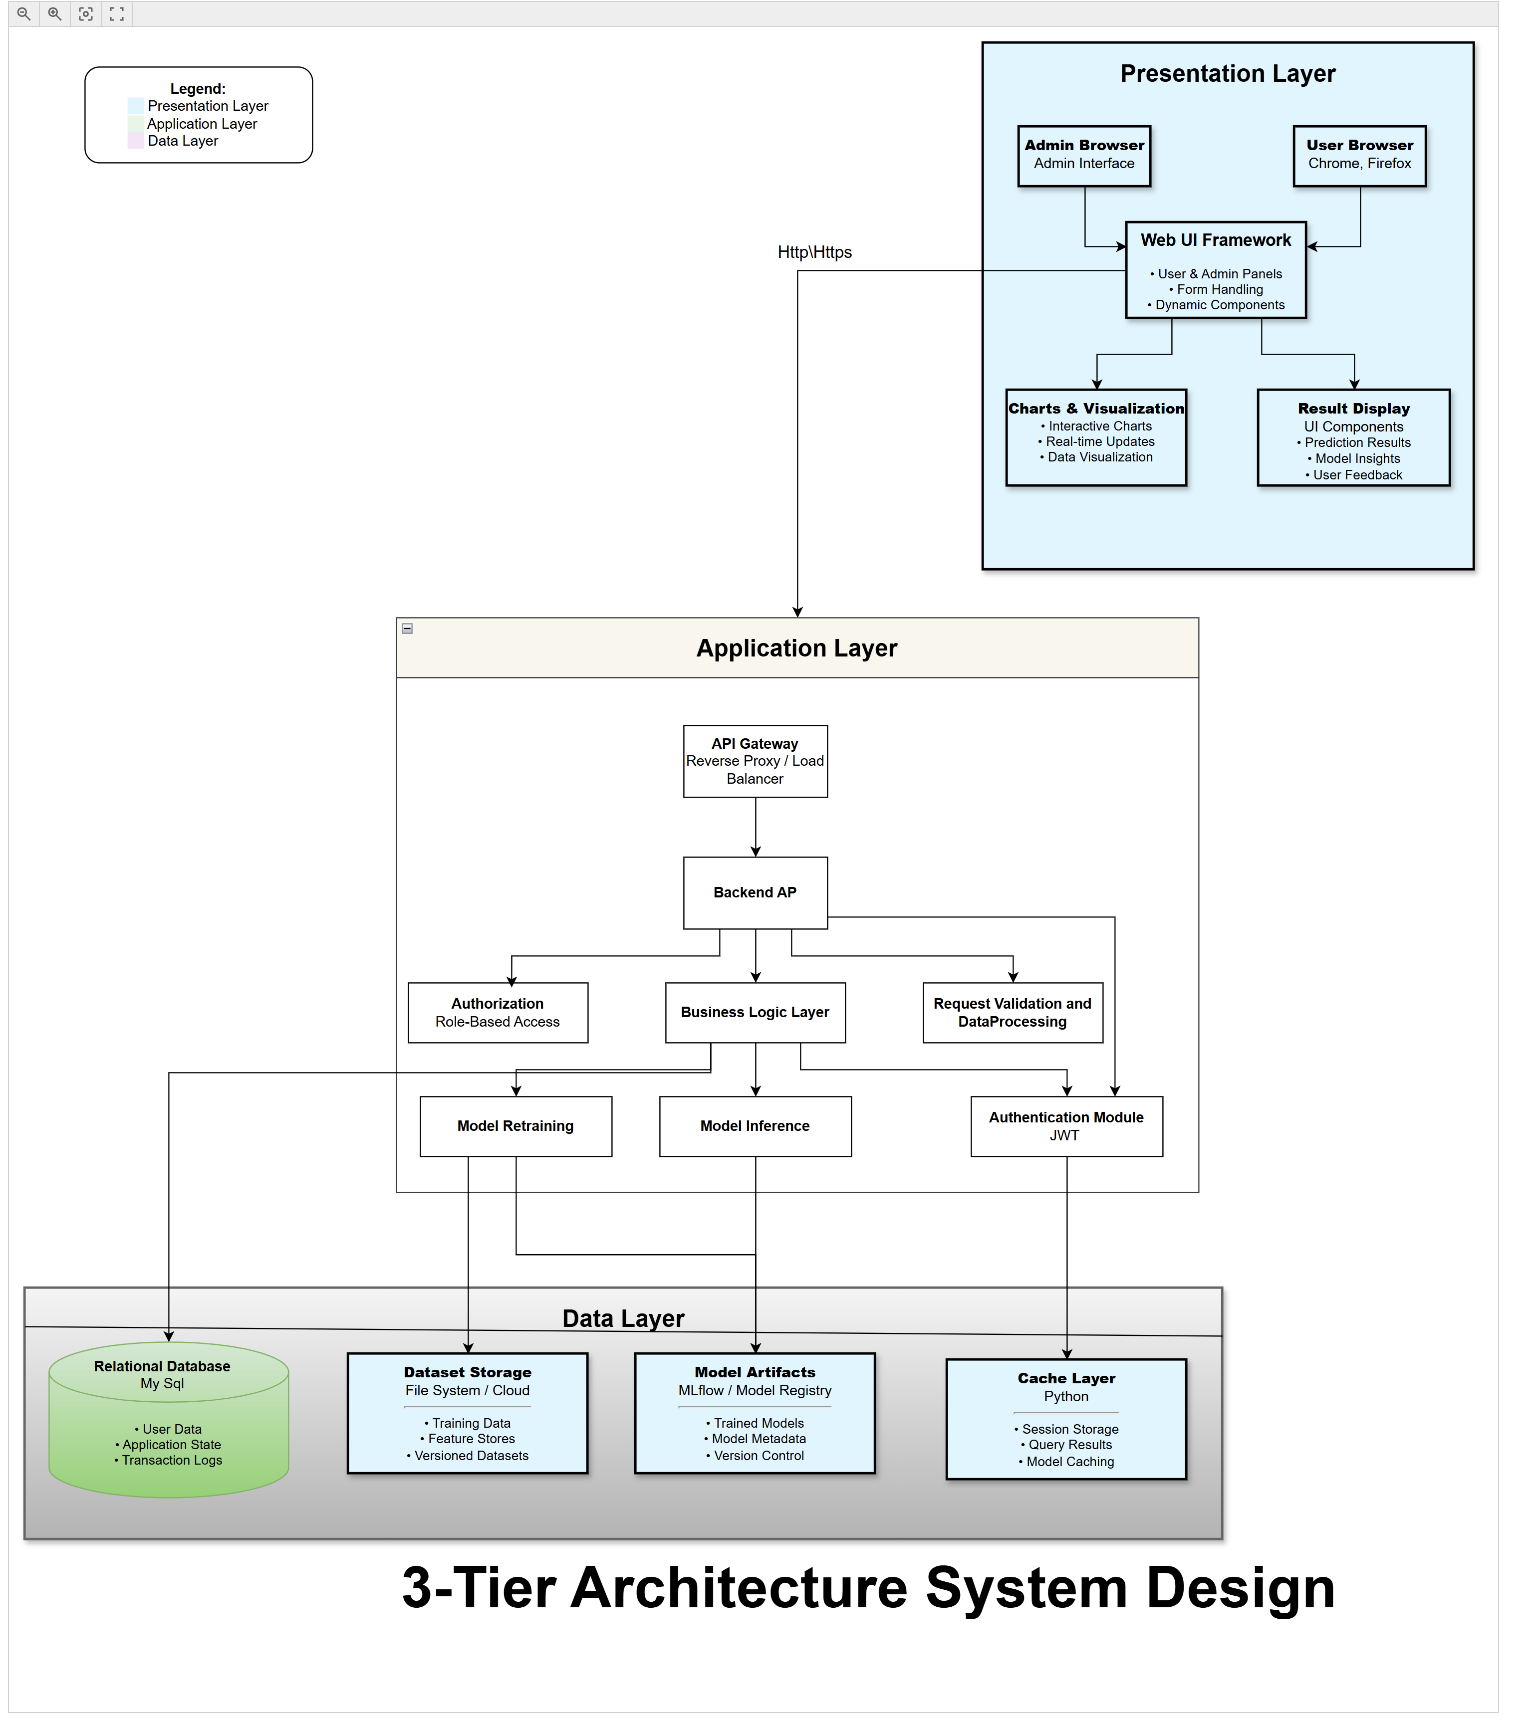 Legend:
Presentation Layer
Application Layer
Data Layer
Presentation Layer
Admin Browser
Admin Interface
User Browser
Chrome, Firefox
Http\Https
Web UI Framework
• User & Admin Panels
• Form Handling
• Dynamic Components
Charts & Visualization
• Interactive Charts
• Real-time Updates
• Data Visualization
Result Display
UI Components
• Prediction Results
• Model Insights
• User Feedback
Application Layer
API Gateway
Reverse Proxy / Load
Balancer
Backend AP
Authorization
Role-Based Access
Business Logic Layer
Request Validation and
DataProcessing
Model Retraining
Model Inference
Authentication Module
JWT
Data Layer
Relational Database
My Sql
• User Data
• Application State
• Transaction Logs
Dataset Storage
File System / Cloud
• Training Data
• Feature Stores
• Versioned Datasets
Model Artifacts
MLflow / Model Registry
• Trained Models
• Model Metadata
• Version Control
Cache Layer
Python
• Session Storage
• Query Results
• Model Caching
3-Tier Architecture System Design